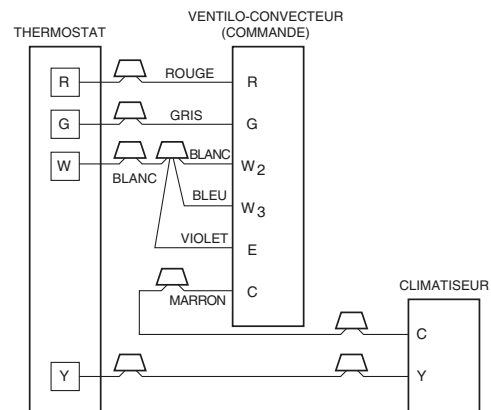 VENTILO-CONVECTEUR
(COMMANDE)
THERMOSTAT
R ROUGE R
G GRIS G
W BLANC BLANC W2
BLEU W3
VIOLET E
MARRON C
CLIMATISEUR
C
Y Y